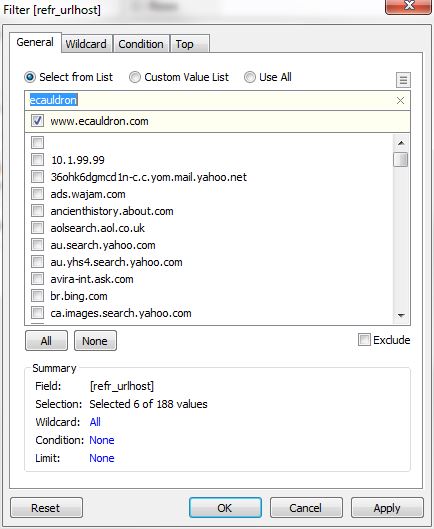 Filter [refr_urlhost]
General Wildcard Condition Top
Select from List Custom Value List Use All
ecauldron
www.ecauldron.com
10.1.99.99
36ohk6dgmcd1n-c.c.yom.mail.yahoo.net
ads.wajam.com
ancienthistory.about.com
aolsearch.aol.co.uk
au.search.yahoo.com
au.yhs4.search.yahoo.com
avira-int.ask.com
br.bing.com
ca.images.search.yahoo.com
All None Exclude
Summary
Field: [refr_urlhost]
Selection: Selected 6 of 188 values
Wildcard: All
Condition: None
Limit: None
Reset OK Cancel Apply